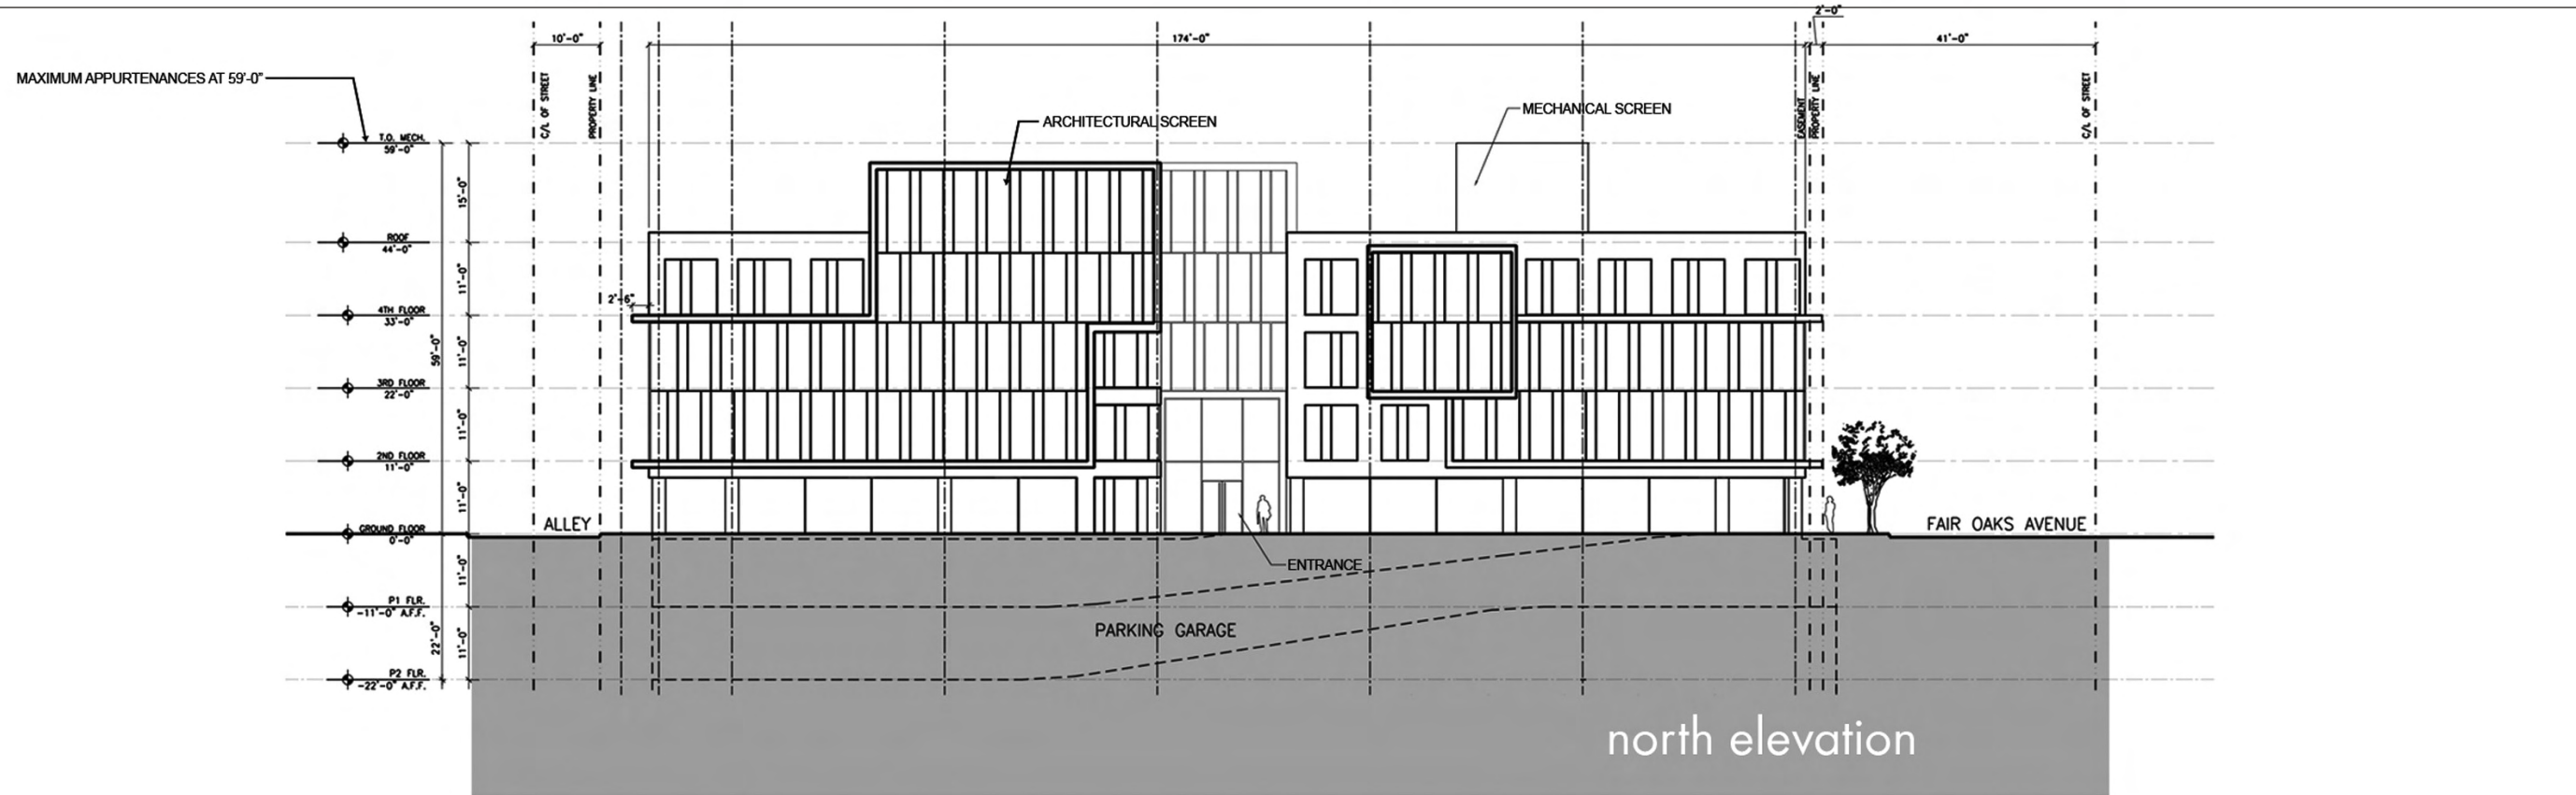 2'-0"
10'-0"
174'-0"
41'-0"
MAXIMUM APPURTENANCES AT 59'-0"
C/L OF STREET
PROPERTY LINE
ARCHITECTURAL SCREEN
MECHANICAL SCREEN
EASEMENT
PROPERTY LINE
C/L OF STREET
T.O. MECH.
59'-0"
15'-0"
ROOF
44'-0"
11'-0"
2'-6"
4TH FLOOR
33'-0"
59'-0"
11'-0"
3RD FLOOR
22'-0"
11'-0"
2ND FLOOR
11'-0"
11'-0"
ALLEY
FAIR OAKS AVENUE
GROUND FLOOR
0'-0"
ENTRANCE
11'-0"
P1 FLR.
-11'-0" A.F.F.
PARKING GARAGE
22'-0"
11'-0"
P2 FLR.
-22'-0" A.F.F.
north elevation